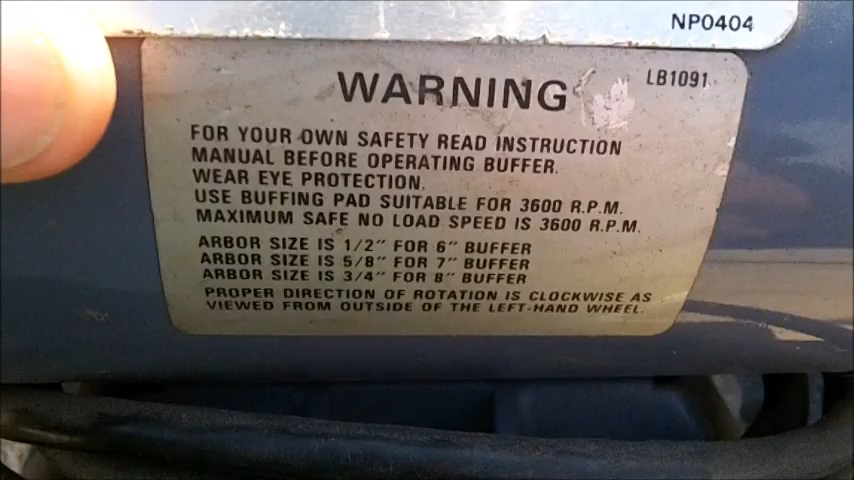 NP0404
WARNING
LB1091
FOR YOUR OWN SAFETY READ INSTRUCTION
MANUAL BEFORE OPERATING BUFFER.
WEAR EYE PROTECTION.
USE BUFFING PAD SUITABLE FOR 3600 R.P.M.
MAXIMUM SAFE NO LOAD SPEED IS 3600 R.P.M.
ARBOR SIZE IS 1/2" FOR 6" BUFFER
ARBOR SIZE IS 5/8" FOR 7" BUFFER
ARBOR SIZE IS 3/4" FOR 8" BUFFER
PROPER DIRECTION OF ROTATION IS CLOCKWISE AS
VIEWED FROM OUTSIDE OF THE LEFT-HAND WHEEL.